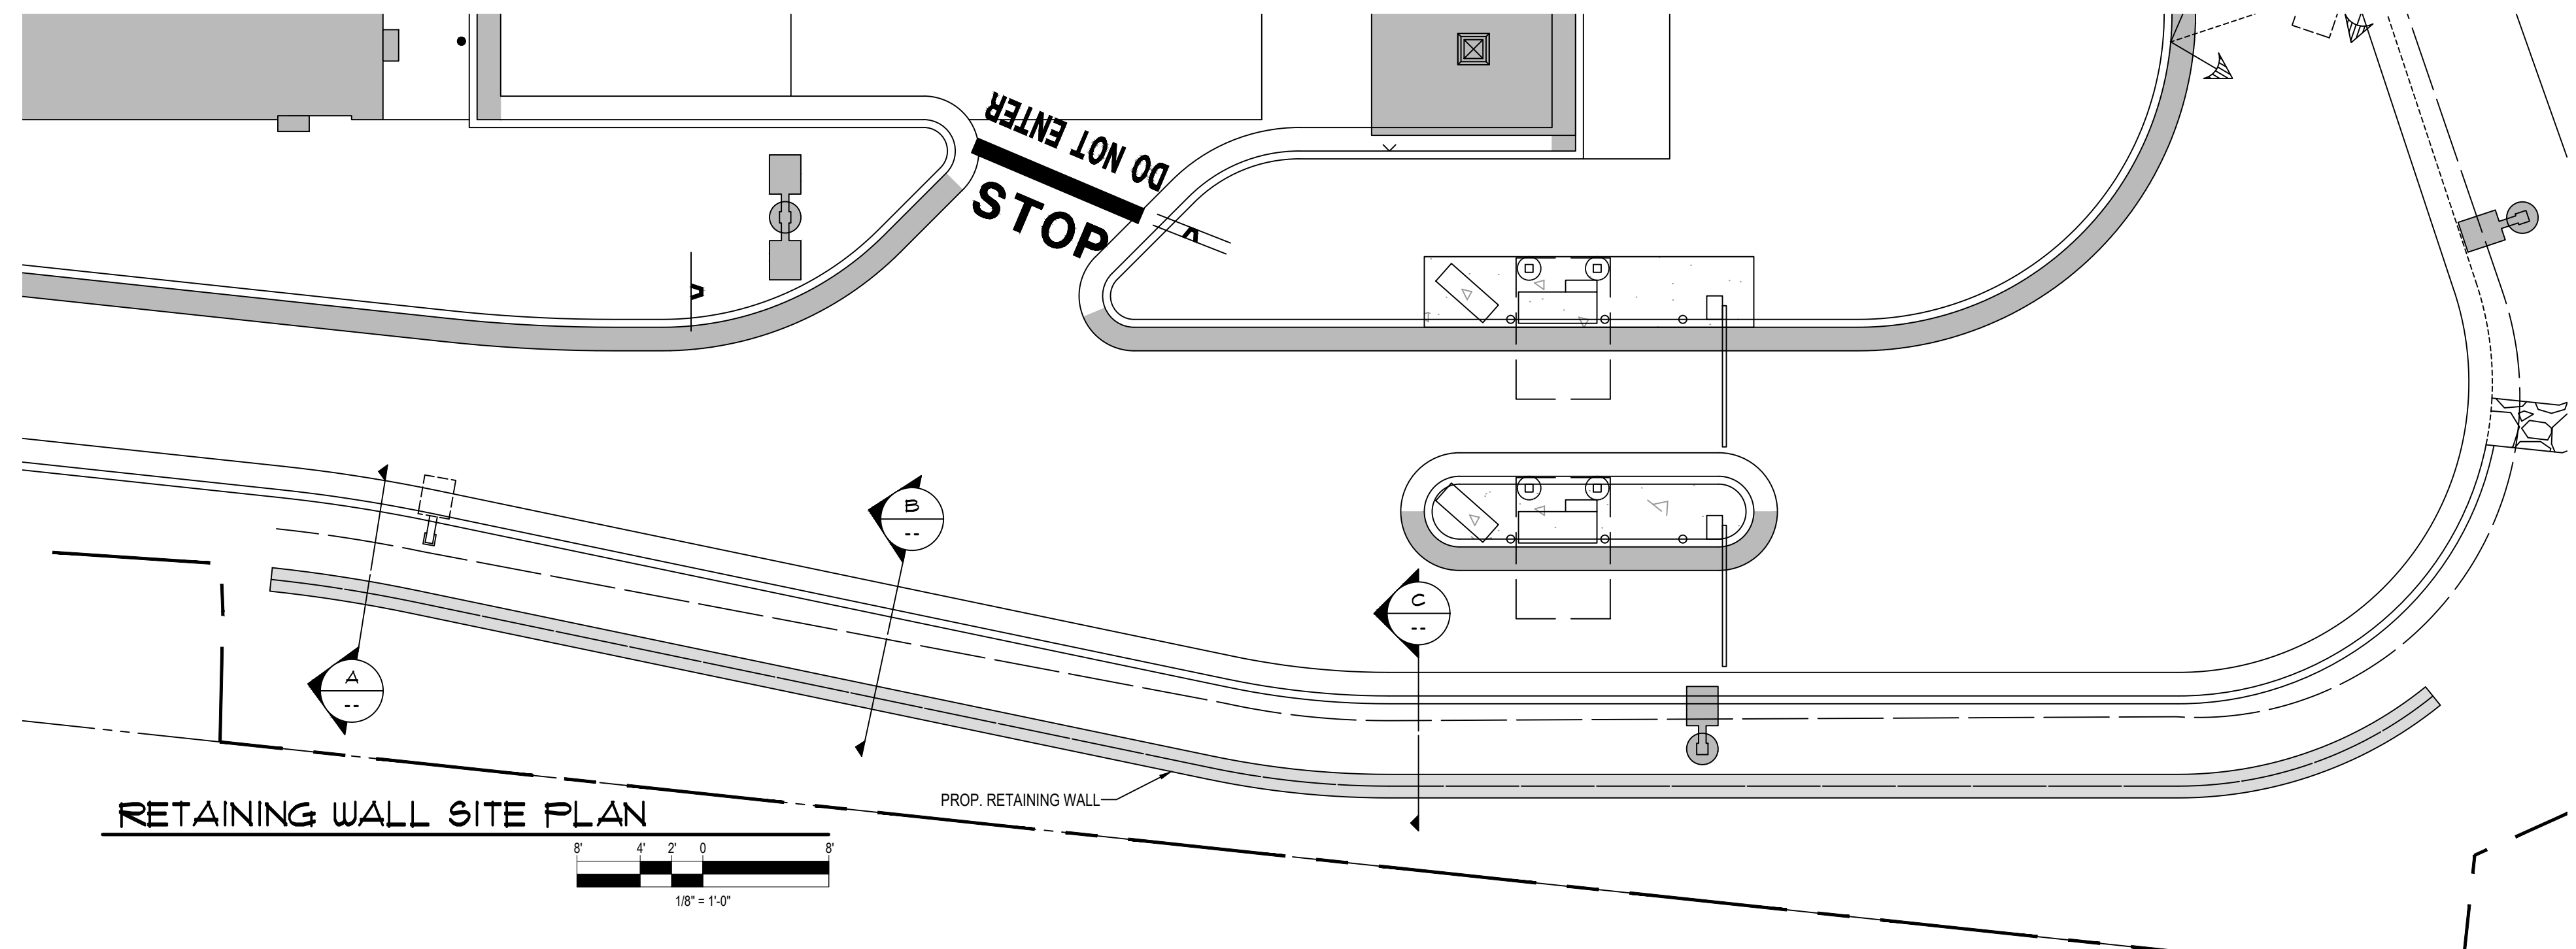 DO NOT ENTER
STOP
B
--
C
--
A
--
PROP. RETAINING WALL
RETAINING WALL SITE PLAN
8' 4' 2' 0 8'
1/8" = 1'-0"